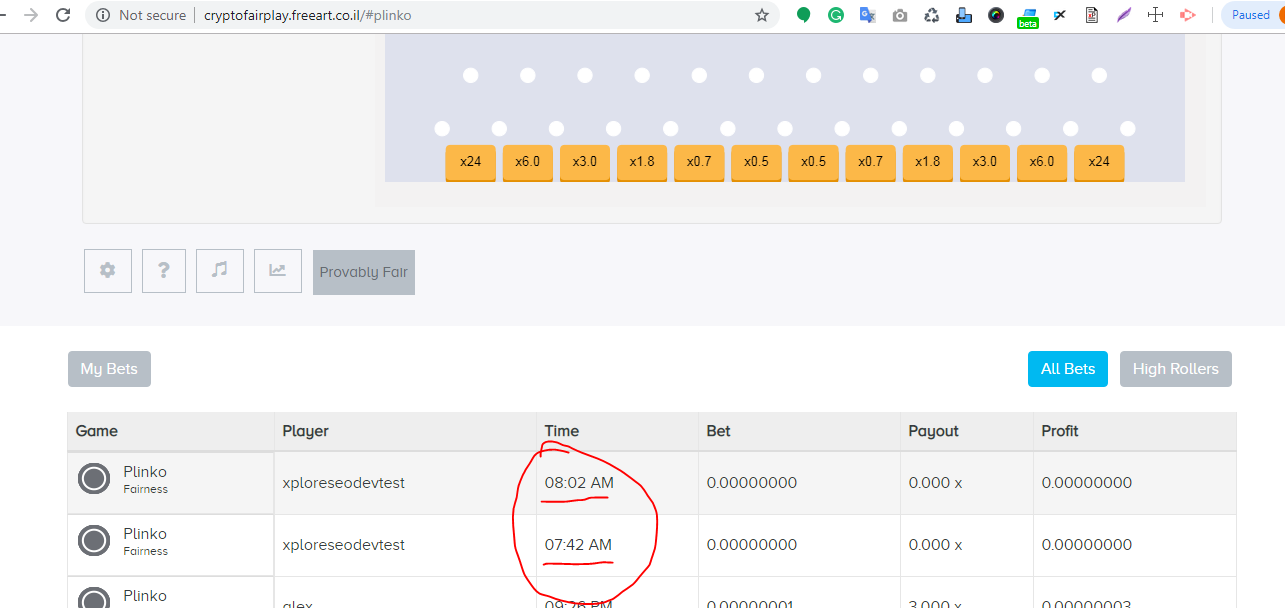 Not secure cryptofairplay.freeart.co.il/#plinko Paused
beta
x24 x6.0 x3.0 x1.8 x0.7 x0.5 x0.5 x0.7 x1.8 x3.0 x6.0 x24
? Provably Fair
My Bets All Bets High Rollers
Game Player Time Bet Payout Profit
Plinko
Fairness
xploreseodevtest 08:02 AM 0.00000000 0.000 x 0.00000000
Plinko
Fairness
xploreseodevtest 07:42 AM 0.00000000 0.000 x 0.00000000
Plinko
alex 09:26 PM 0.00000001 3.000 x 0.00000003